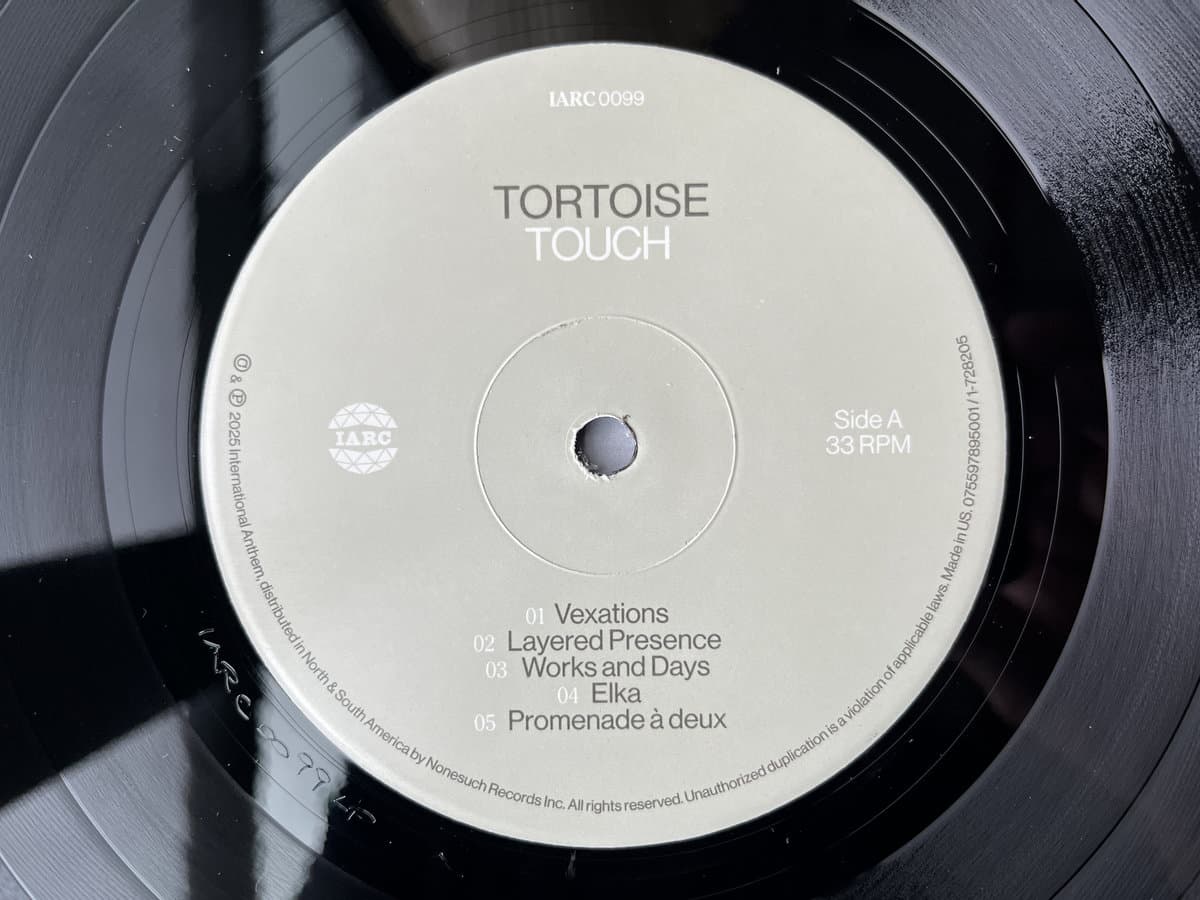 IARC 0099
TORTOISE
TOUCH
IARC
Side A
33 RPM
01 Vexations
02 Layered Presence
03 Works and Days
04 Elka
05 Promenade à deux
© & ℗ 2025 International Anthem, distributed in North & South America by Nonesuch Records Inc. All rights reserved. Unauthorized duplication is a violation of applicable laws. Made in US. 075597895001 / 1-728205
IARC 0099 LP